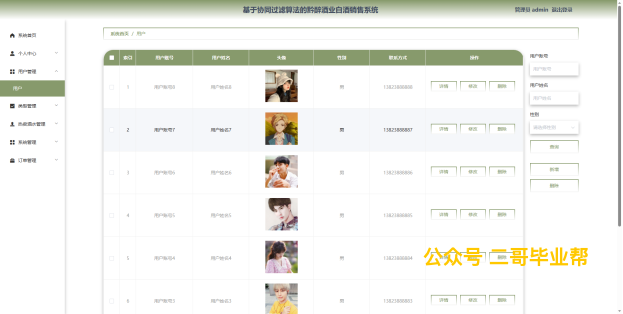 基于协同过滤算法的黔醉酒业白酒销售系统
管理员 admin 退出登录
系统首页
个人中心
用户管理
用户
类型管理
系统管理
订单管理
系统首页 / 用户
索引 用户账号 用户姓名 头像 性别 联系方式 操作
1 用户账号8 用户姓名8 男 13823888888 详情 修改 删除
2 用户账号7 用户姓名7 男 13823888887 详情 修改 删除
3 用户账号6 用户姓名6 男 13823888886 详情 修改 删除
4 用户账号5 用户姓名5 男 13823888885 详情 修改 删除
5 用户账号4 用户姓名4 男 13823888884 详情 修改 删除
6 用户账号3 用户姓名3 男 13823888883 详情 修改 删除
用户账号
用户账号
用户姓名
用户姓名
性别
请选择性别
查询
新增
删除
公众号 二哥毕业帮